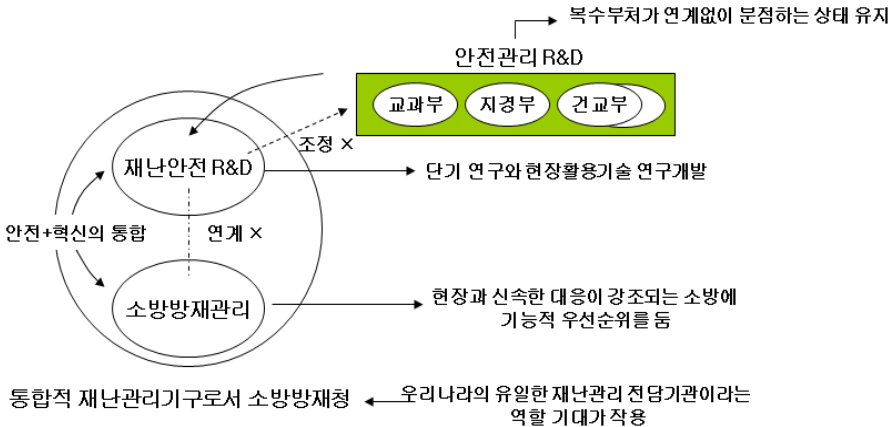 복수부처가 연계없이 분점하는 상태 유지
안전관리 R&D
교과부
지경부
건교부
조정 ×
재난안전 R&D
단기 연구와 현장활용기술 연구개발
안전+혁신의 통합
연계 ×
소방방재관리
현장과 신속한 대응이 강조되는 소방에
기능적 우선순위를 둠
통합적 재난관리기구로서 소방방재청
우리나라의 유일한 재난관리 전담기관이라는
역할 기대가 작용